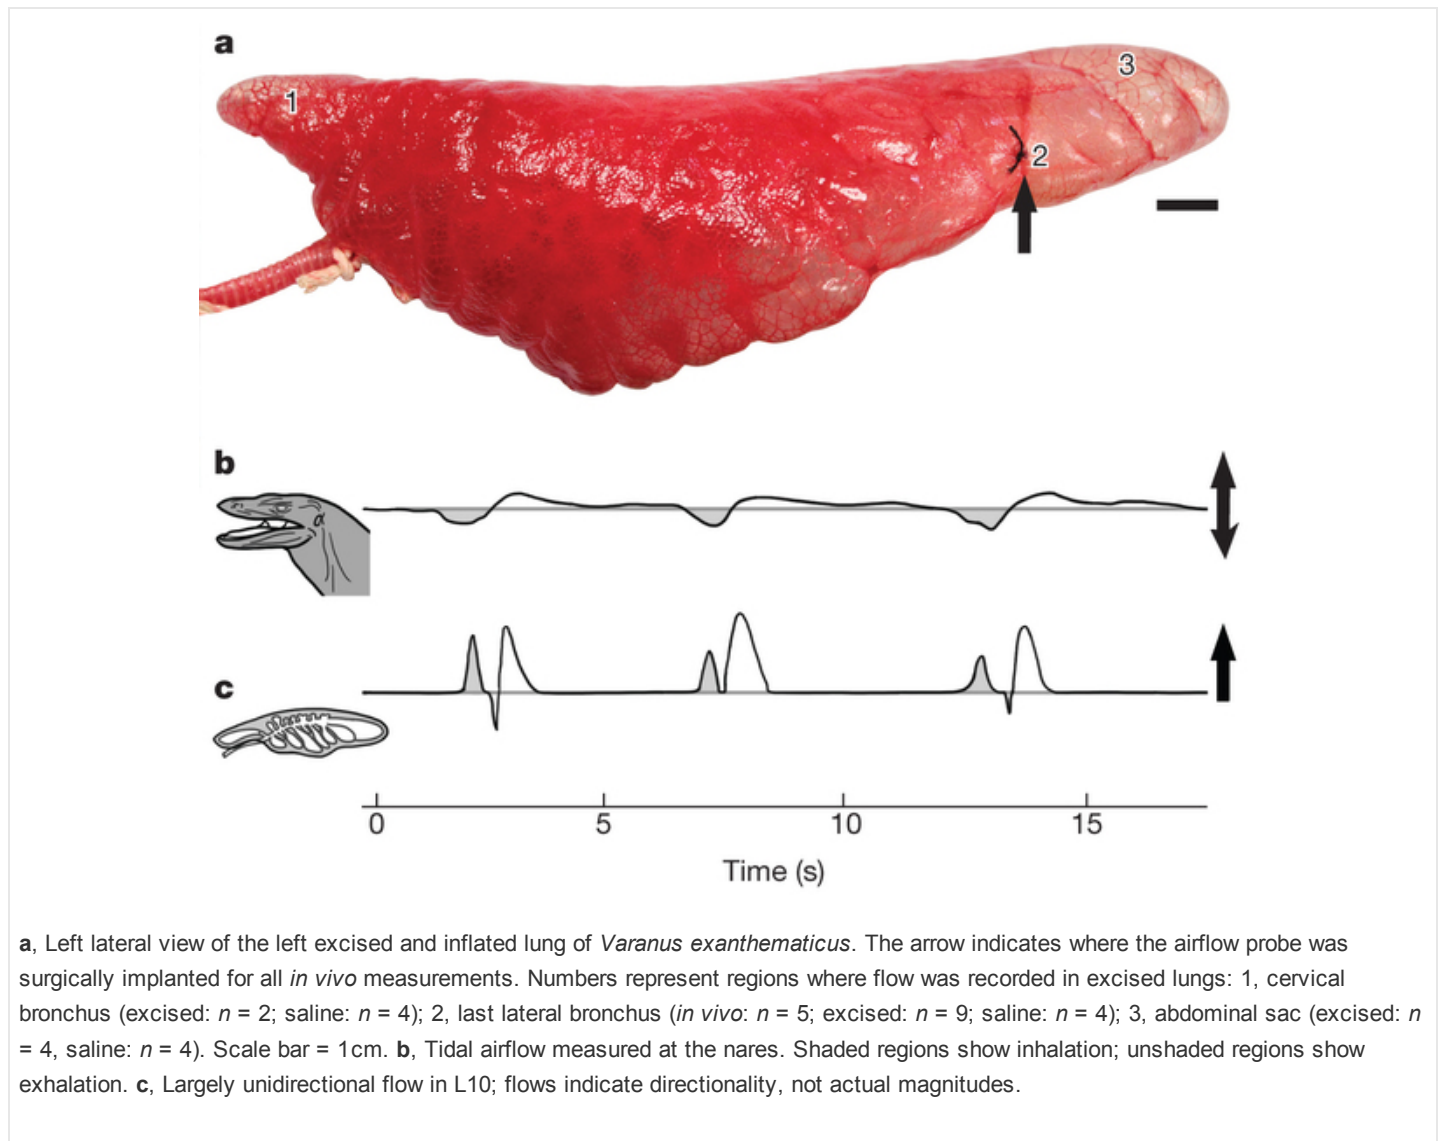 a
1
3
2
b
c
0 5 10 15
Time (s)
a, Left lateral view of the left excised and inflated lung of Varanus exanthematicus. The arrow indicates where the airflow probe was
surgically implanted for all in vivo measurements. Numbers represent regions where flow was recorded in excised lungs: 1, cervical
bronchus (excised: n = 2; saline: n = 4); 2, last lateral bronchus (in vivo: n = 5; excised: n = 9; saline: n = 4); 3, abdominal sac (excised: n
= 4, saline: n = 4). Scale bar = 1cm. b, Tidal airflow measured at the nares. Shaded regions show inhalation; unshaded regions show
exhalation. c, Largely unidirectional flow in L10; flows indicate directionality, not actual magnitudes.